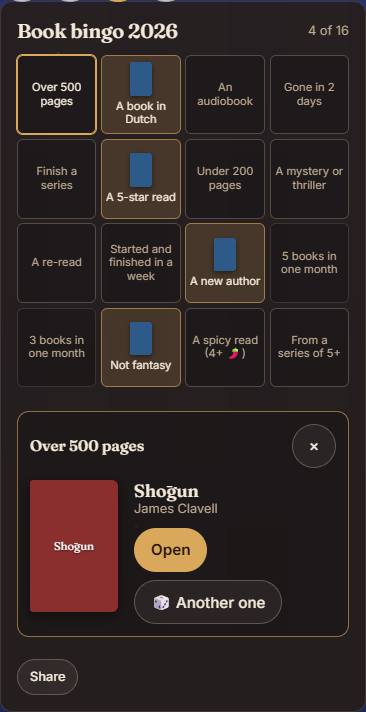 Book bingo 2026
4 of 16
Over 500
pages
A book in
Dutch
An
audiobook
Gone in 2
days
Finish a
series
A 5-star read
Under 200
pages
A mystery or
thriller
A re-read
Started and
finished in a
week
A new author
5 books in
one month
3 books in
one month
Not fantasy
A spicy read
(4+ 🌶️)
From a
series of 5+
Over 500 pages
×
Shōgun
Shōgun
James Clavell
Open
🎲 Another one
Share